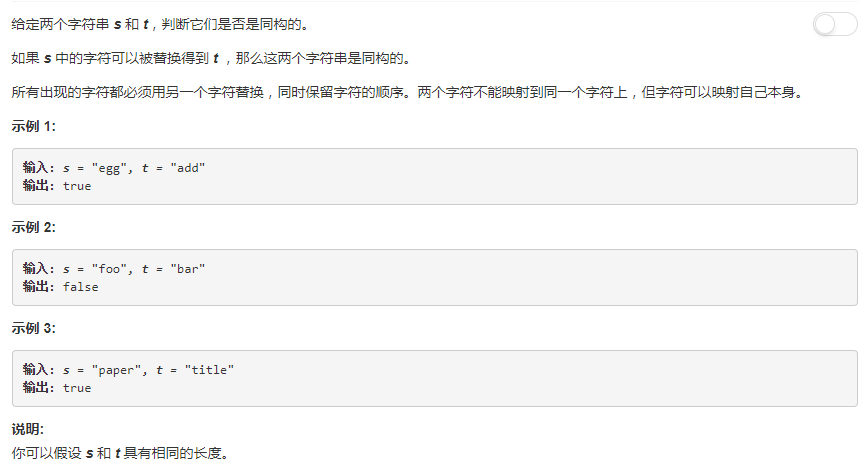 给定两个字符串 s 和 t，判断它们是否是同构的。
如果 s 中的字符可以被替换得到 t ，那么这两个字符串是同构的。
所有出现的字符都必须用另一个字符替换，同时保留字符的顺序。两个字符不能映射到同一个字符上，但字符可以映射自己本身。
示例 1:
输入: s = "egg", t = "add"
输出: true
示例 2:
输入: s = "foo", t = "bar"
输出: false
示例 3:
输入: s = "paper", t = "title"
输出: true
说明:
你可以假设 s 和 t 具有相同的长度。